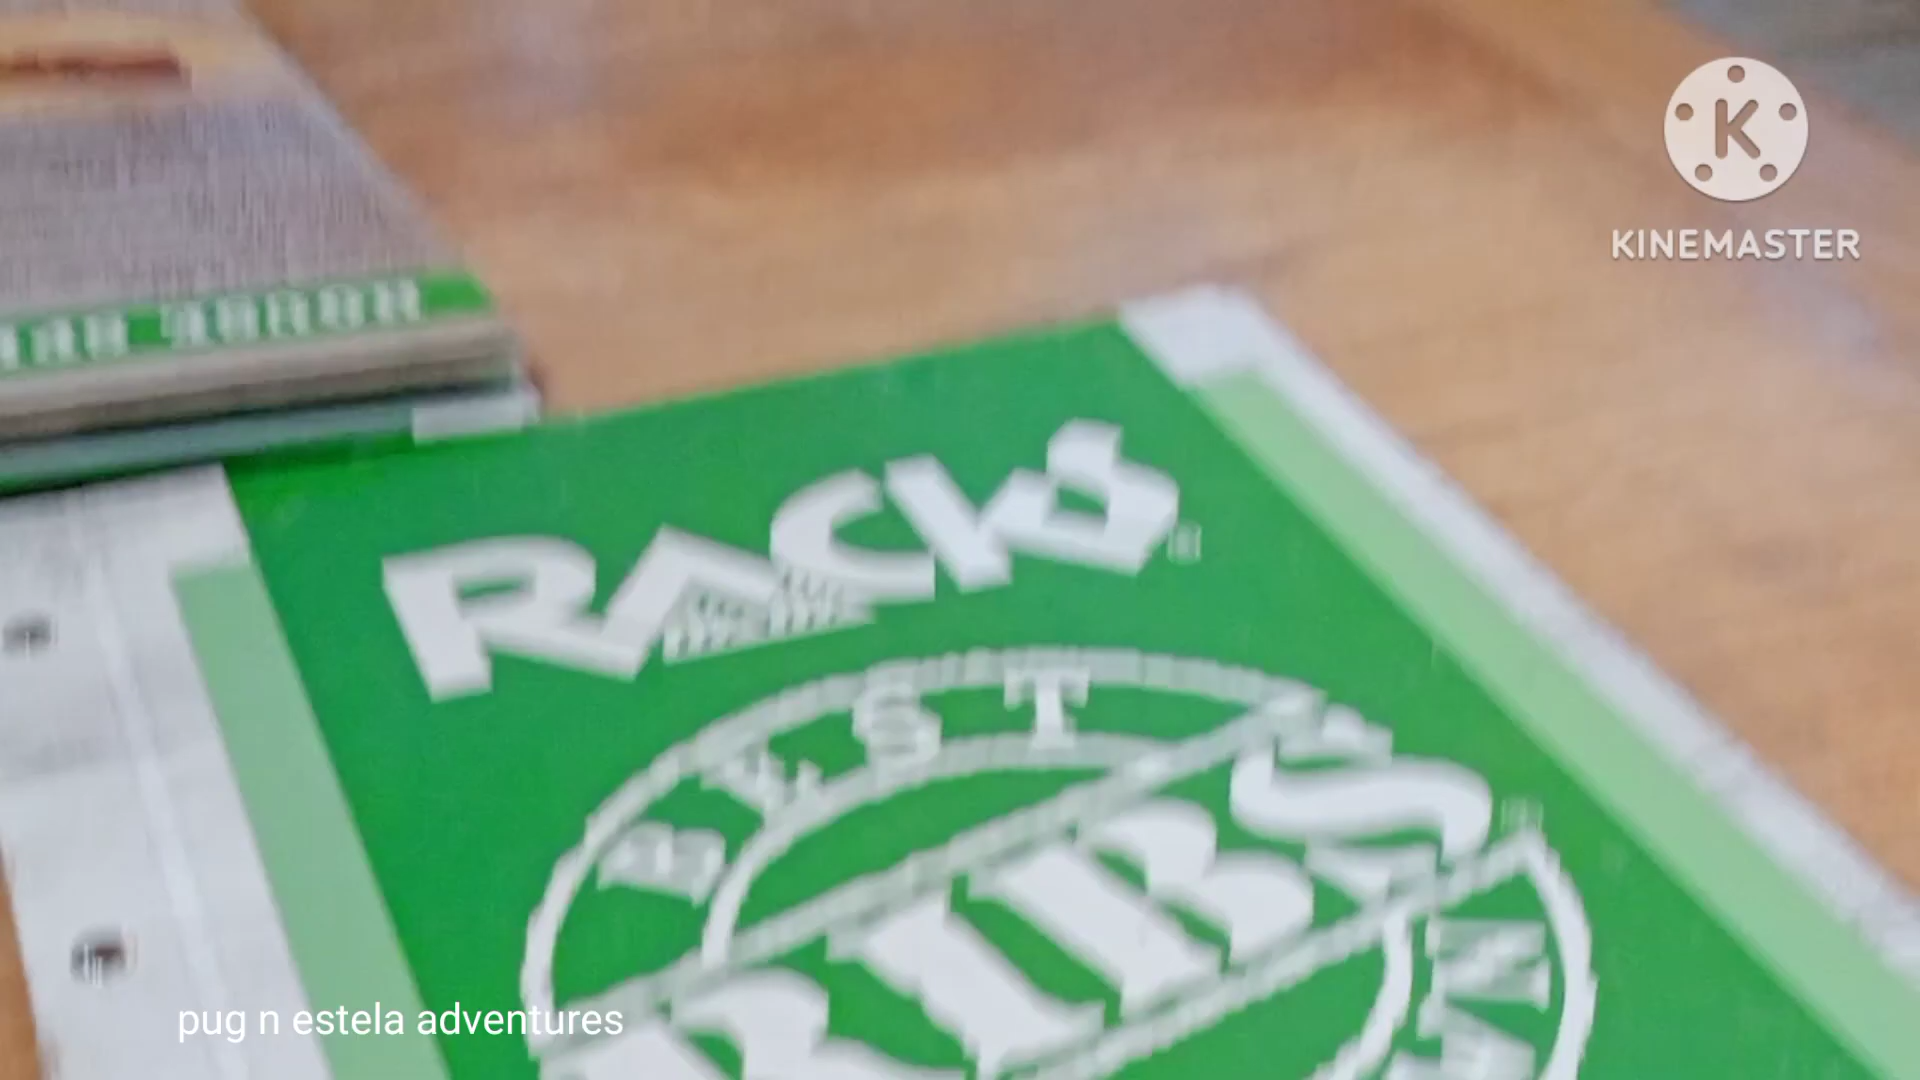 K
KINEMASTER
RACKS
BEST
RIBS
pug n estela adventures